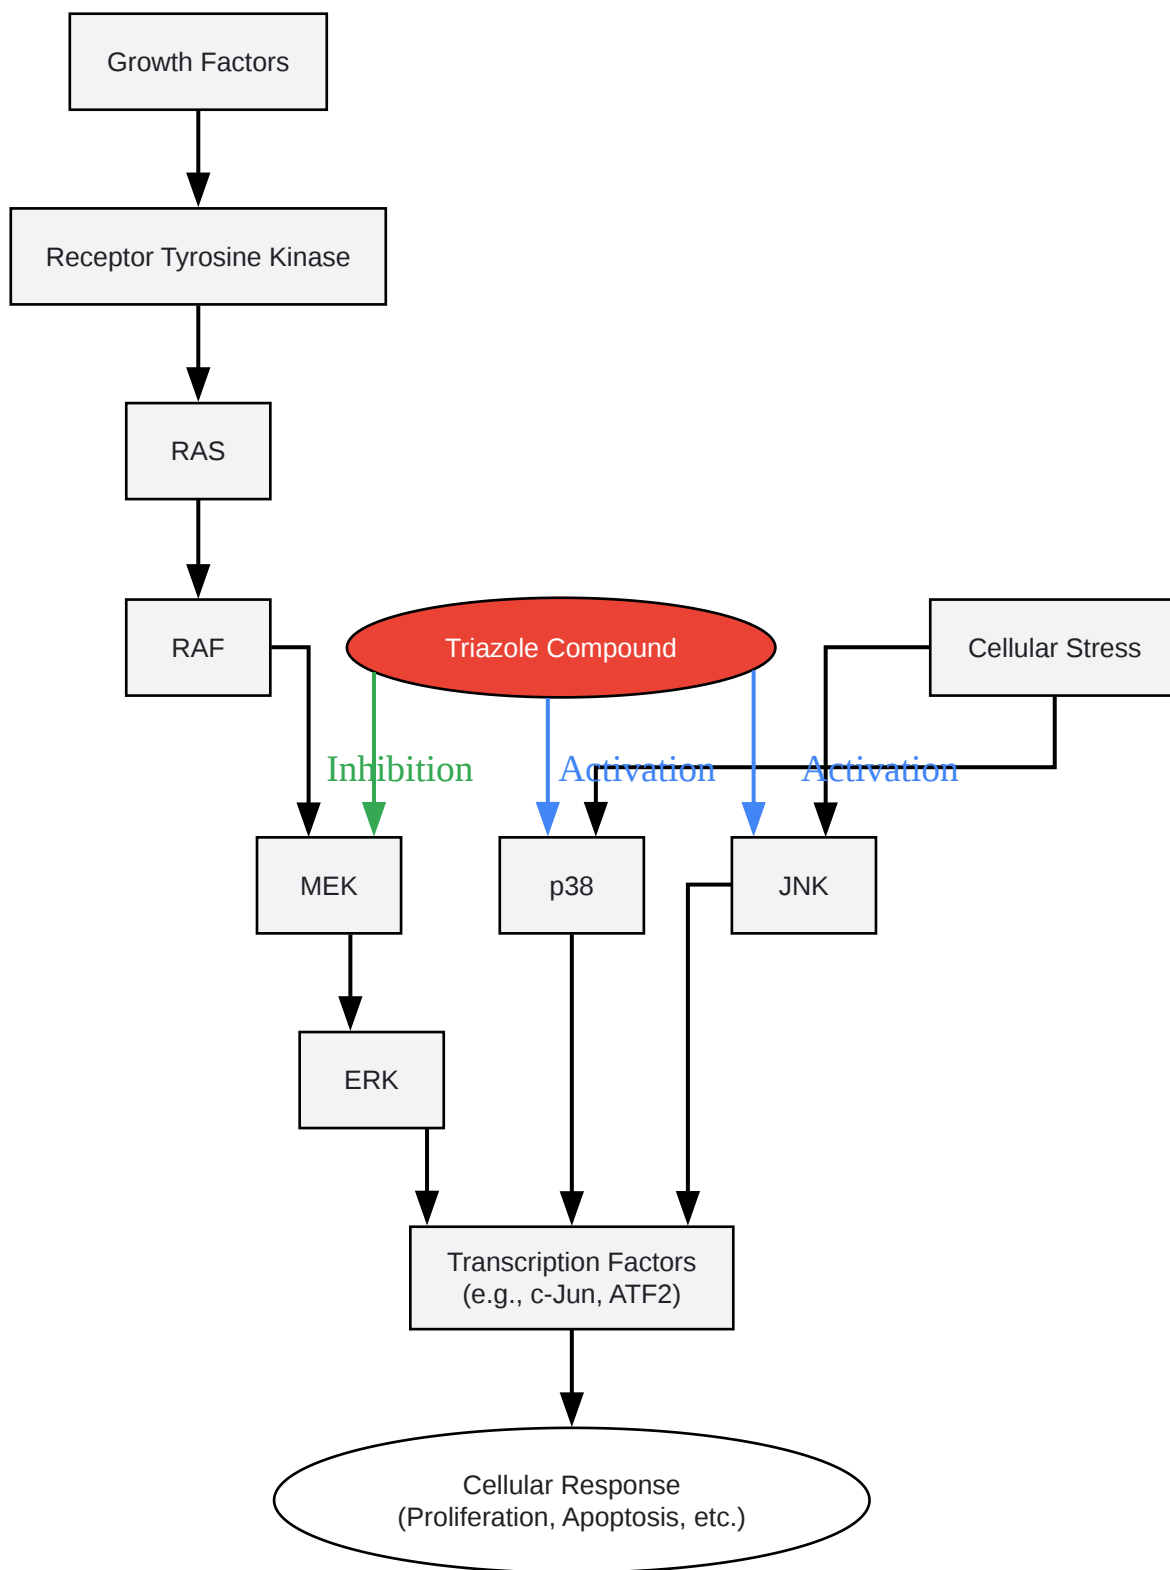 Growth Factors
Receptor Tyrosine Kinase
RAS
RAF
Triazole Compound
Cellular Stress
Inhibition
Activation
Activation
MEK
p38
JNK
ERK
Transcription Factors
(e.g., c-Jun, ATF2)
Cellular Response
(Proliferation, Apoptosis, etc.)